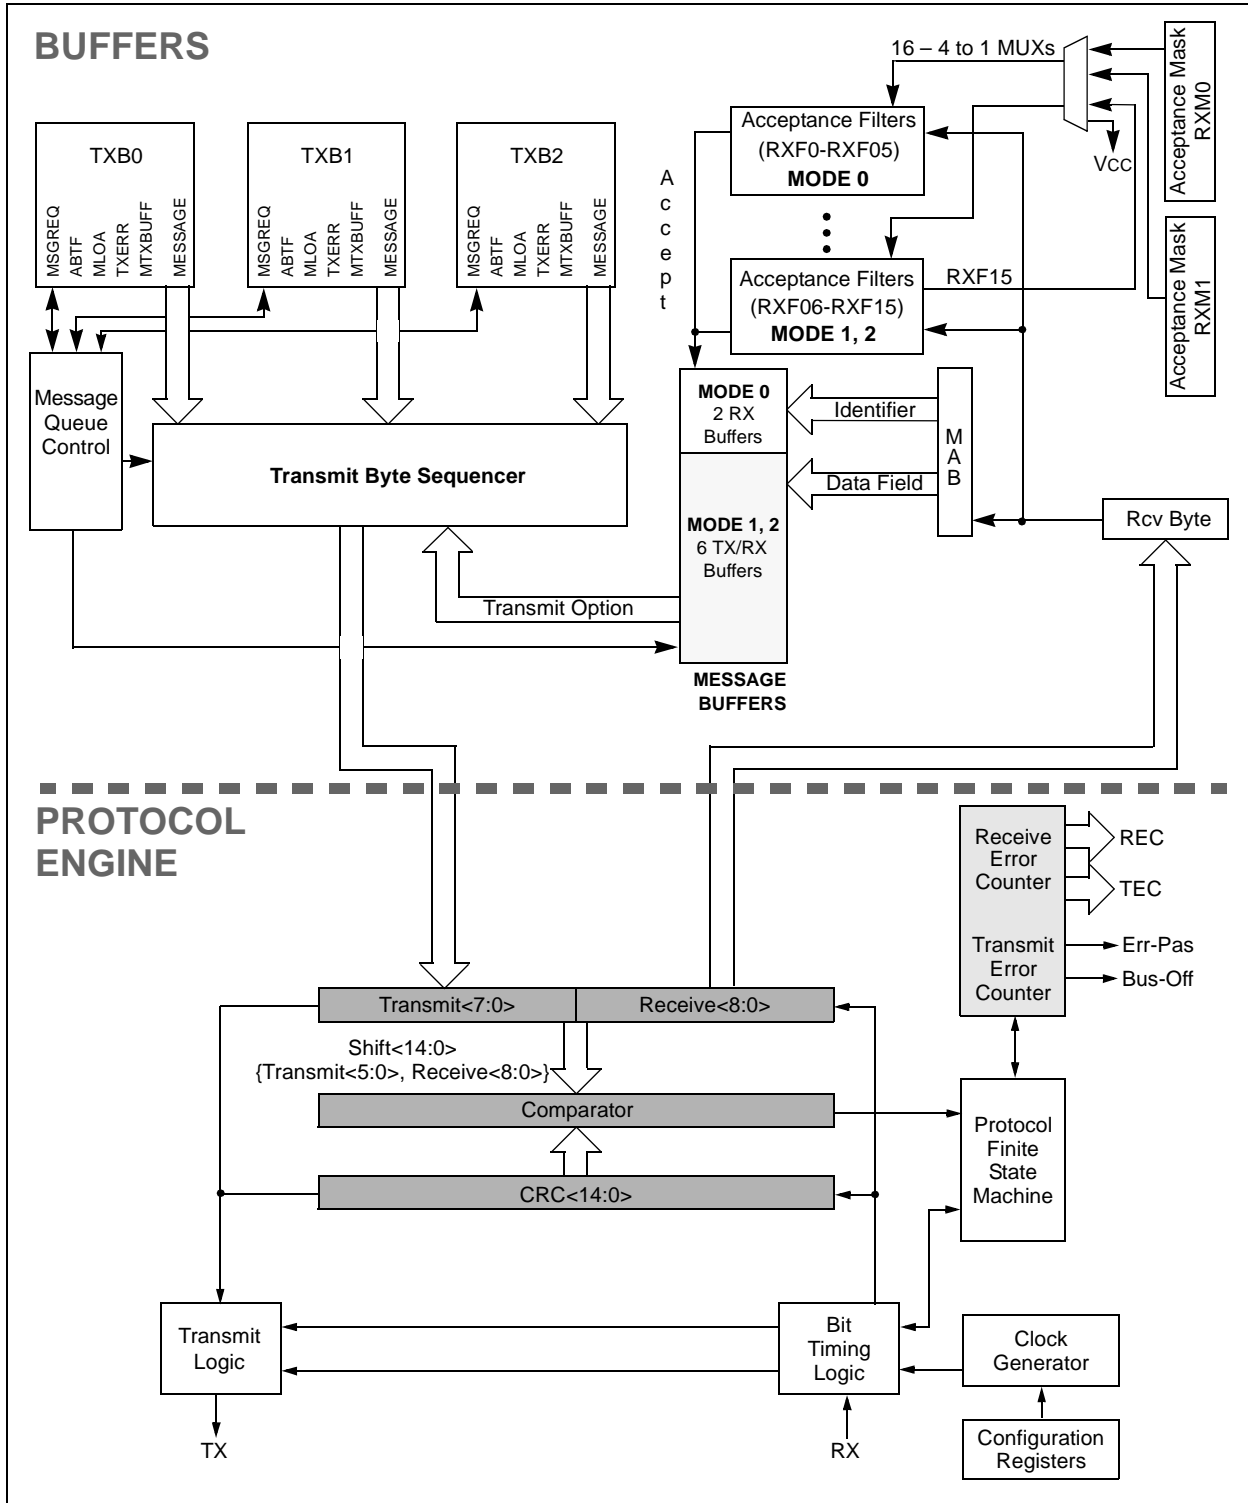 BUFFERS
16 – 4 to 1 MUXs
Acceptance Mask
RXM0
VCC
Acceptance Filters
(RXF0-RXF05)
MODE 0
Accept
TXB0
MSGREQ
ABTF
MLOA
TXERR
MTXBUFF
MESSAGE
TXB1
MSGREQ
ABTF
MLOA
TXERR
MTXBUFF
MESSAGE
TXB2
MSGREQ
ABTF
MLOA
TXERR
MTXBUFF
MESSAGE
Acceptance Filters
(RXF06-RXF15)
MODE 1, 2
RXF15
Acceptance Mask
RXM1
Message
Queue
Control
Transmit Byte Sequencer
MODE 0
2 RX
Buffers
MODE 1, 2
6 TX/RX
Buffers
MESSAGE
BUFFERS
Identifier
Data Field
MAB
Rcv Byte
Transmit Option
PROTOCOL
ENGINE
Receive
Error
Counter
Transmit
Error
Counter
REC
TEC
Err-Pas
Bus-Off
Transmit<7:0>
Receive<8:0>
Shift<14:0>
{Transmit<5:0>, Receive<8:0>}
Comparator
CRC<14:0>
Protocol
Finite
State
Machine
Transmit
Logic
Bit
Timing
Logic
Clock
Generator
TX
RX
Configuration
Registers